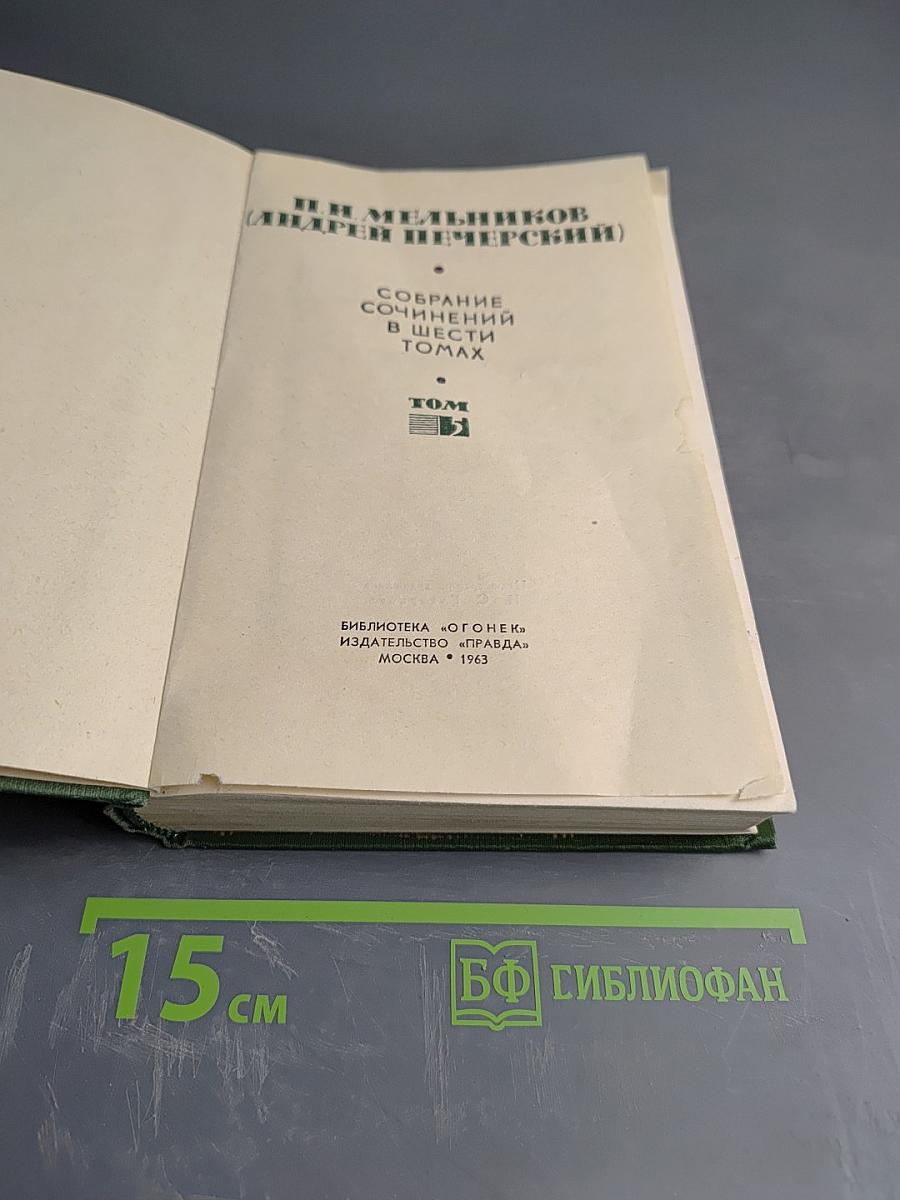 П. И. МЕЛЬНИКОВ
(АНДРЕЙ ПЕЧЕРСКИЙ)
СОБРАНИЕ
СОЧИНЕНИЙ
В ШЕСТИ
ТОМАХ
ТОМ
5
БИБЛИОТЕКА «ОГОНЕК»
ИЗДАТЕЛЬСТВО «ПРАВДА»
МОСКВА • 1963
15 СМ
БФ БИБЛИОФАН